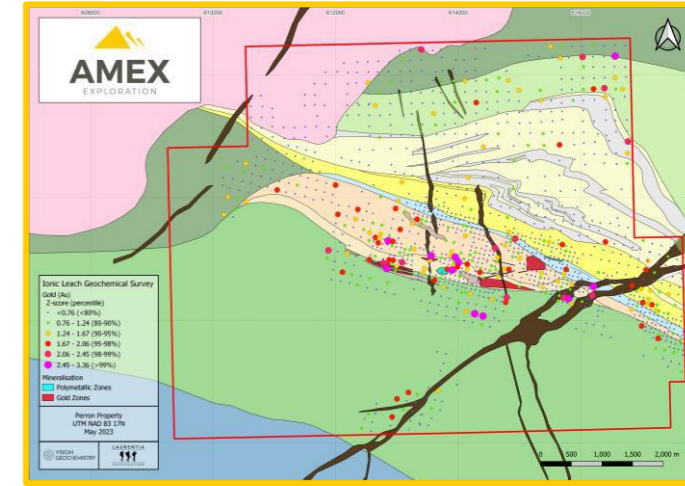 608000 610000 612000 614000 616000
AMEX
EXPLORATION
Ionic Leach Geochemical Survey
Gold (Au)
Z-score (percentile)
<0.76 (<80%)
0.76 - 1.24 (80-90%)
1.24 - 1.67 (90-95%)
1.67 - 2.06 (95-98%)
2.06 - 2.45 (98-99%)
2.45 - 3.36 (>99%)
Mineralisation
Polymetallic Zones
Gold Zones
Perron Property
UTM NAD 83 17N
May 2023
VISION
GEOCHEMISTRY
LAURENTIA
EXPLORATION
0 500 1,000 1,500 2,000 m